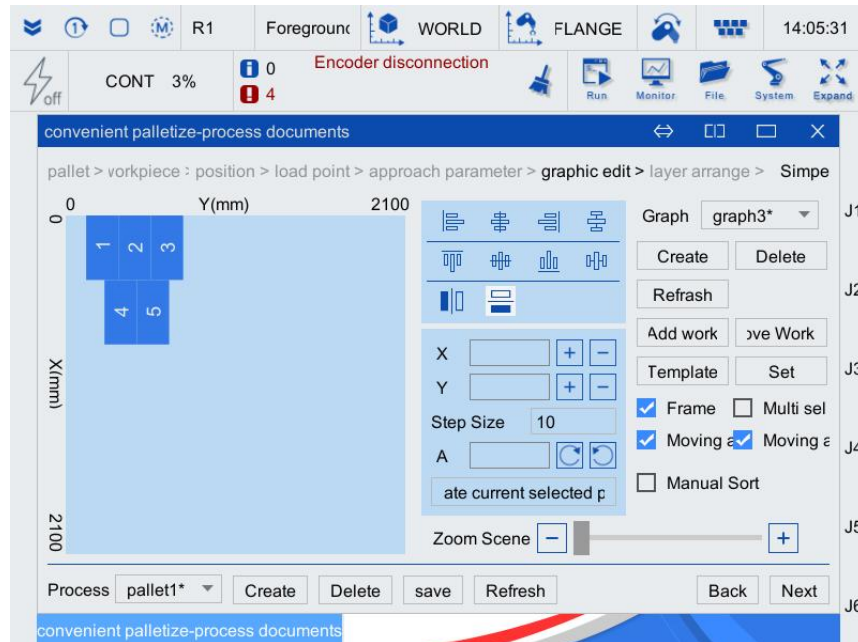 R1 Foregrounc WORLD FLANGE 14:05:31
off CONT 3% 0 4 Encoder disconnection Run Monitor File System Expand
convenient palletize-process documents
pallet > vorkpiece : position > load point > approach parameter > graphic edit > layer arrange > Simpe
0 Y(mm) 2100
0
X(mm)
2100
1 2 3
4 5
X + −
Y + −
Step Size 10
A
ate current selected p
Zoom Scene − +
Graph graph3*
Create Delete
Refrash
Add work ove Work
Template Set
Frame Multi sel
Moving a Moving a
Manual Sort
J1
J2
J3
J4
J5
J6
Process pallet1* Create Delete save Refresh Back Next
convenient palletize-process documents